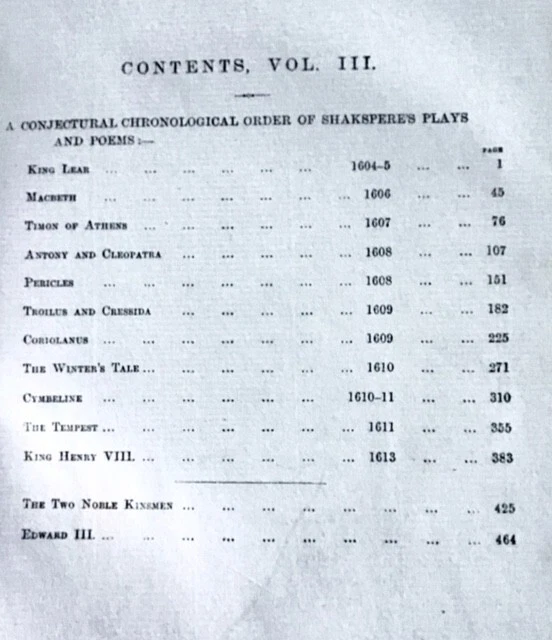 CONTENTS, VOL. III.
A CONJECTURAL CHRONOLOGICAL ORDER OF SHAKSPERE'S PLAYS
AND POEMS:—
PAGE
KING LEAR ... ... ... ... ... 1604-5 ... ... 1
MACBETH ... ... ... ... ... ... 1606 ... ... 45
TIMON OF ATHENS ... ... ... ... ... 1607 ... ... 76
ANTONY AND CLEOPATRA ... ... ... ... 1608 ... ... 107
PERICLES ... ... ... ... ... ... ... 1608 ... ... 151
TROILUS AND CRESSIDA ... ... ... ... 1609 ... ... 182
CORIOLANUS ... ... ... ... ... ... 1609 ... ... 225
THE WINTER'S TALE ... ... ... ... ... 1610 ... ... 271
CYMBELINE ... ... ... ... ... ... 1610-11 ... ... 310
THE TEMPEST ... ... ... ... ... ... 1611 ... ... 355
KING HENRY VIII. ... ... ... ... ... 1613 ... ... 383
THE TWO NOBLE KINSMEN ... ... ... ... ... ... ... ... 425
EDWARD III. ... ... ... ... ... ... ... ... ... 464